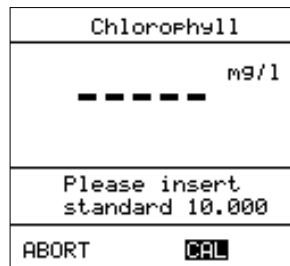 Chlorophyll
mg/l
-----
Please insert
standard 10.000
ABORT CAL